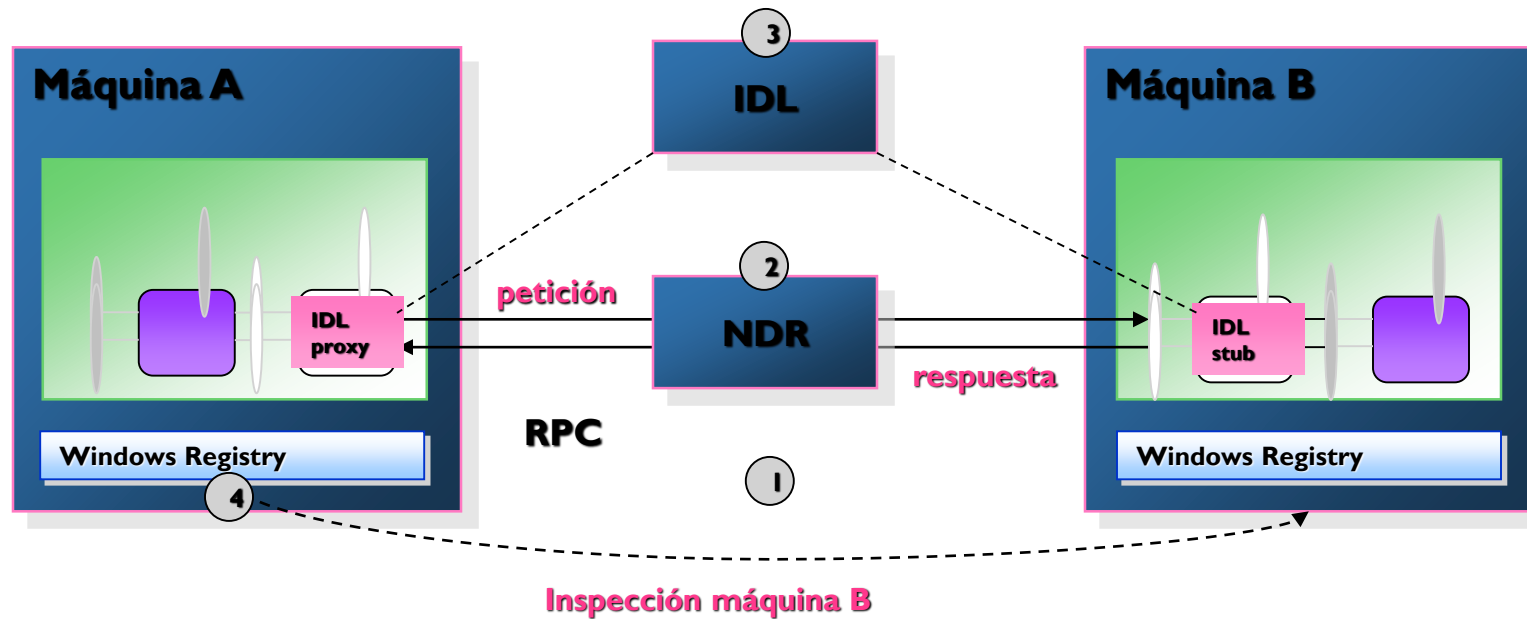 3
Máquina A
IDL
Máquina B
2
petición
NDR
IDL
proxy
IDL
stub
respuesta
RPC
Windows Registry
Windows Registry
1
4
Inspección máquina B